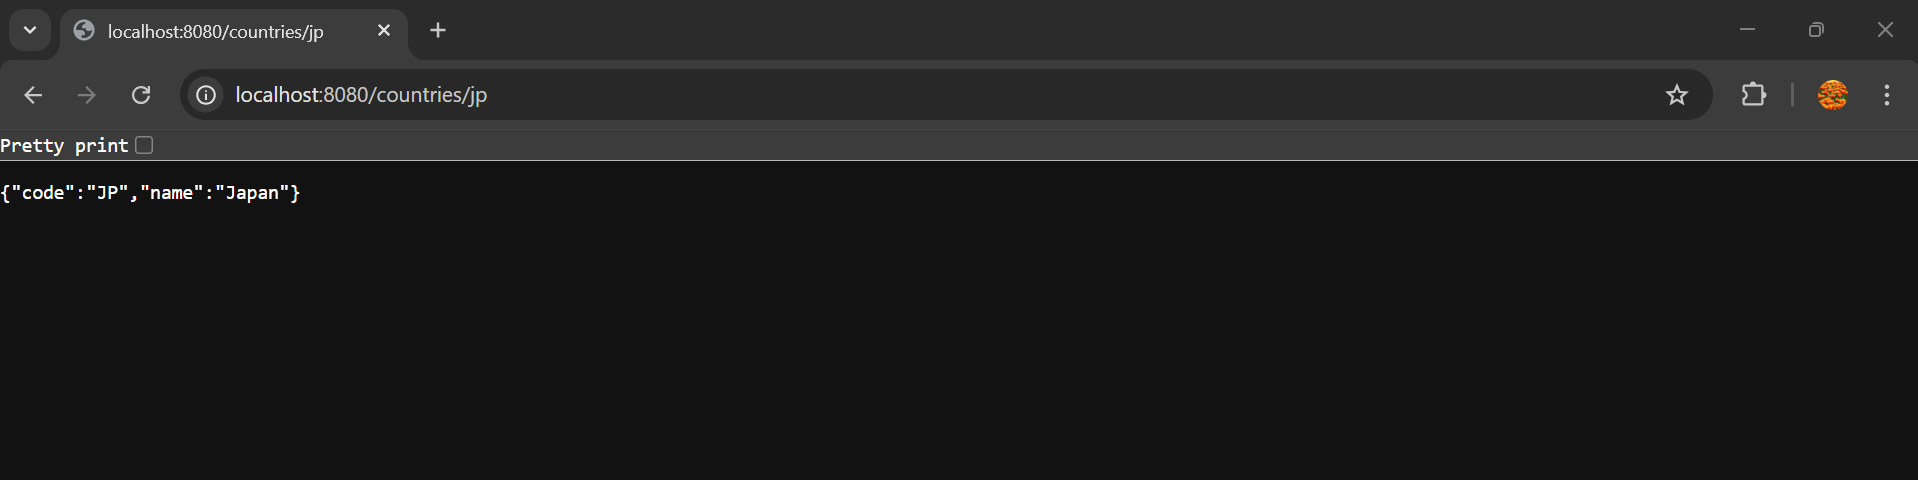 localhost:8080/countries/jp
localhost:8080/countries/jp
Pretty print
{"code":"JP","name":"Japan"}